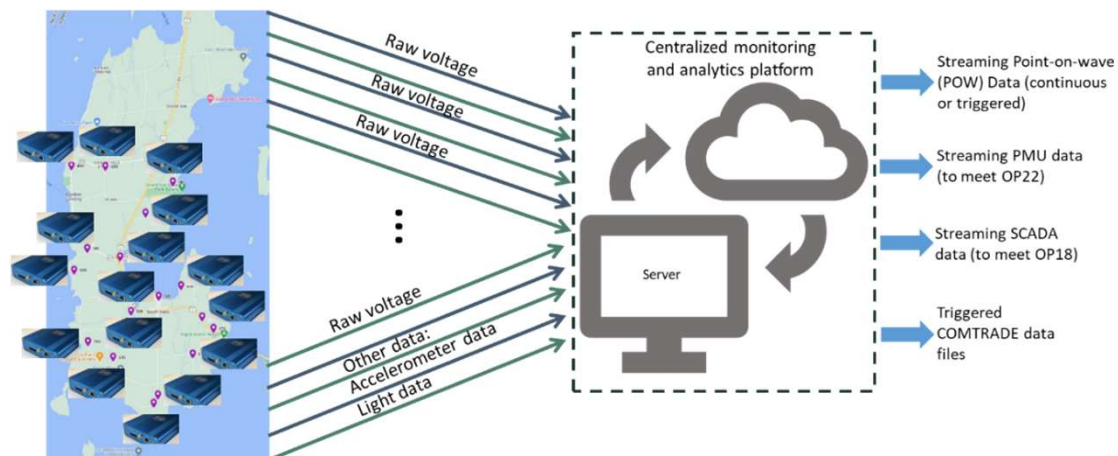 Raw voltage
Raw voltage
Raw voltage
Raw voltage
Other data:
Accelerometer data
Light data
Centralized monitoring
and analytics platform
Server
Streaming Point-on-wave
(POW) Data (continuous
or triggered)
Streaming PMU data
(to meet OP22)
Streaming SCADA
data (to meet OP18)
Triggered
COMTRADE data
files